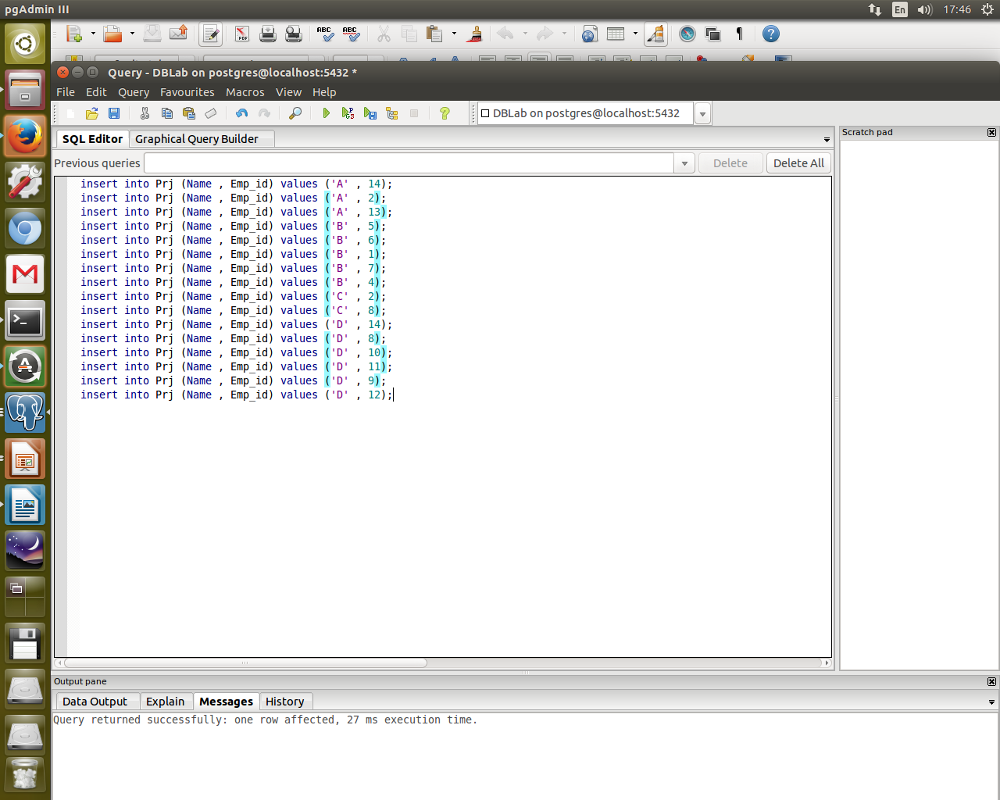 pgAdmin III
En
17:46
PDF
ABC
ABC
¶
?
Query - DBLab on postgres@localhost:5432 *
File Edit Query Favourites Macros View Help
DBLab on postgres@localhost:5432
SQL Editor
Graphical Query Builder
Scratch pad
Previous queries
Delete
Delete All
insert into Prj (Name , Emp_id) values ('A' , 14);
insert into Prj (Name , Emp_id) values ('A' , 2);
insert into Prj (Name , Emp_id) values ('A' , 13);
insert into Prj (Name , Emp_id) values ('B' , 5);
insert into Prj (Name , Emp_id) values ('B' , 6);
insert into Prj (Name , Emp_id) values ('B' , 1);
insert into Prj (Name , Emp_id) values ('B' , 7);
insert into Prj (Name , Emp_id) values ('B' , 4);
insert into Prj (Name , Emp_id) values ('C' , 2);
insert into Prj (Name , Emp_id) values ('C' , 8);
insert into Prj (Name , Emp_id) values ('D' , 14);
insert into Prj (Name , Emp_id) values ('D' , 8);
insert into Prj (Name , Emp_id) values ('D' , 10);
insert into Prj (Name , Emp_id) values ('D' , 11);
insert into Prj (Name , Emp_id) values ('D' , 9);
insert into Prj (Name , Emp_id) values ('D' , 12);
Output pane
Data Output
Explain
Messages
History
Query returned successfully: one row affected, 27 ms execution time.